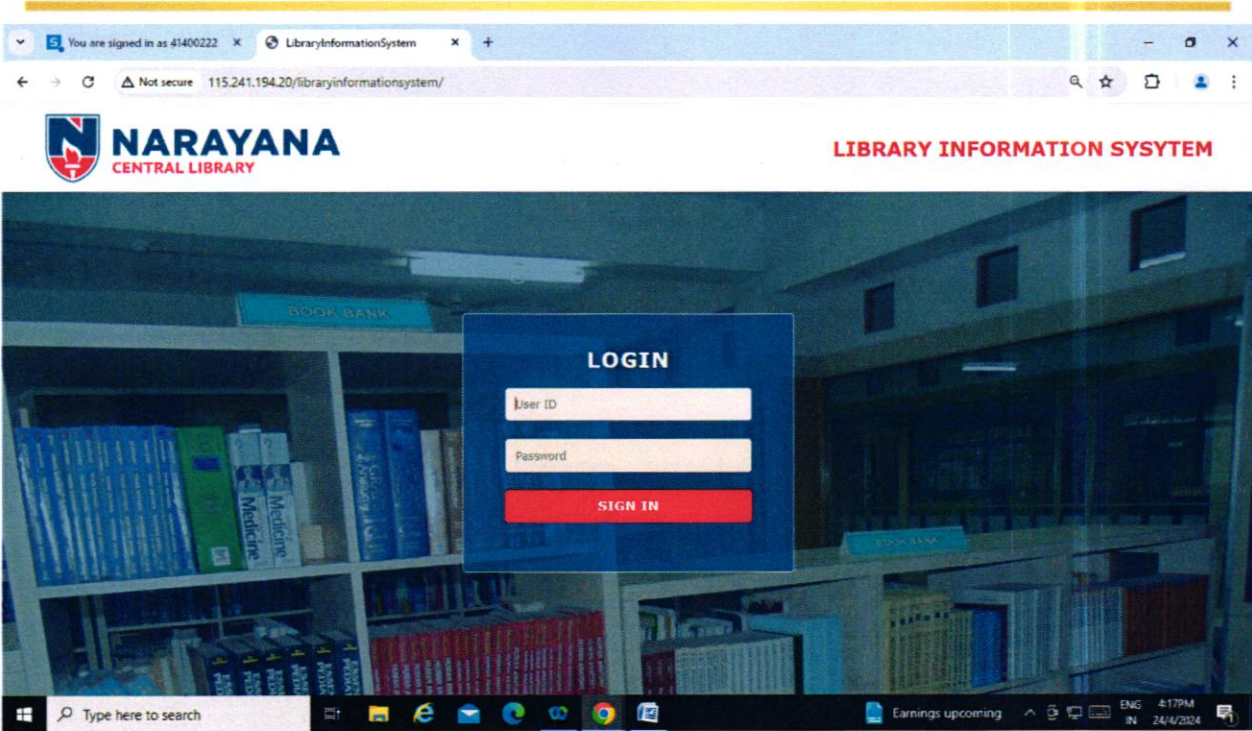 You are signed in as 41400222
LibraryInformationSystem
Not secure 115.241.194.20/libraryinformationsystem/
NARAYANA
CENTRAL LIBRARY
LIBRARY INFORMATION SYSYTEM
BOOK BANK
LOGIN
User ID
Password
SIGN IN
Medicine
Medicine
BOOK BANK
Type here to search
Earnings upcoming
ENG
IN
4:17PM
24/4/2024